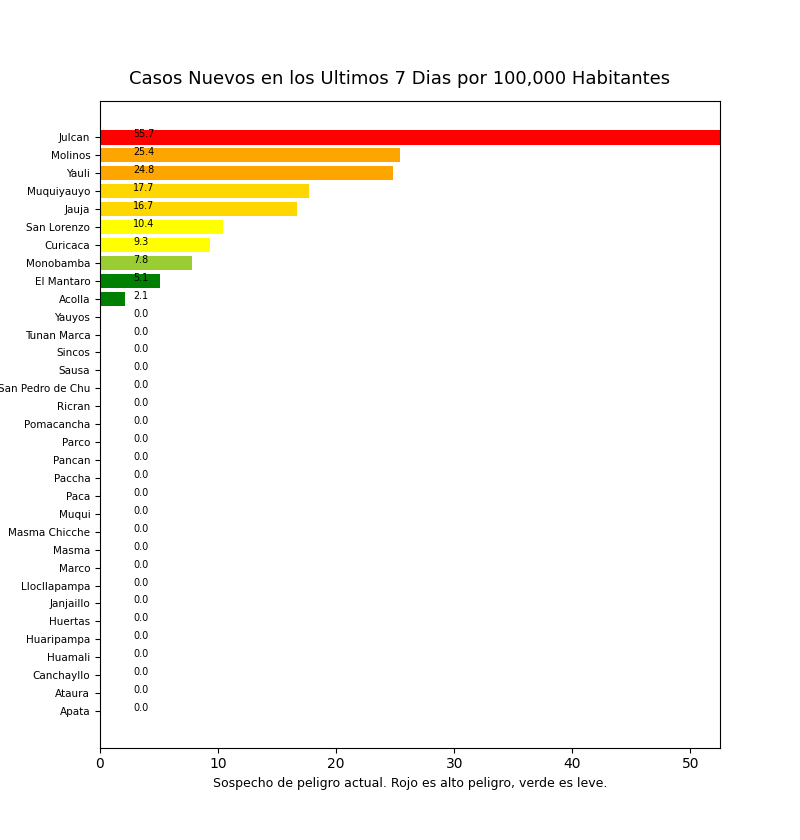 Casos Nuevos en los Ultimos 7 Dias por 100,000 Habitantes
Julcan 55.7
Molinos 25.4
Yauli 24.8
Muquiyauyo 17.7
Jauja 16.7
San Lorenzo 10.4
Curicaca 9.3
Monobamba 7.8
El Mantaro 5.1
Acolla 2.1
Yauyos 0.0
Tunan Marca 0.0
Sincos 0.0
Sausa 0.0
San Pedro de Chu 0.0
Ricran 0.0
Pomacancha 0.0
Parco 0.0
Pancan 0.0
Paccha 0.0
Paca 0.0
Muqui 0.0
Masma Chicche 0.0
Masma 0.0
Marco 0.0
Llocllapampa 0.0
Janjaillo 0.0
Huertas 0.0
Huaripampa 0.0
Huamali 0.0
Canchayllo 0.0
Ataura 0.0
Apata 0.0
0 10 20 30 40 50
Sospecho de peligro actual. Rojo es alto peligro, verde es leve.